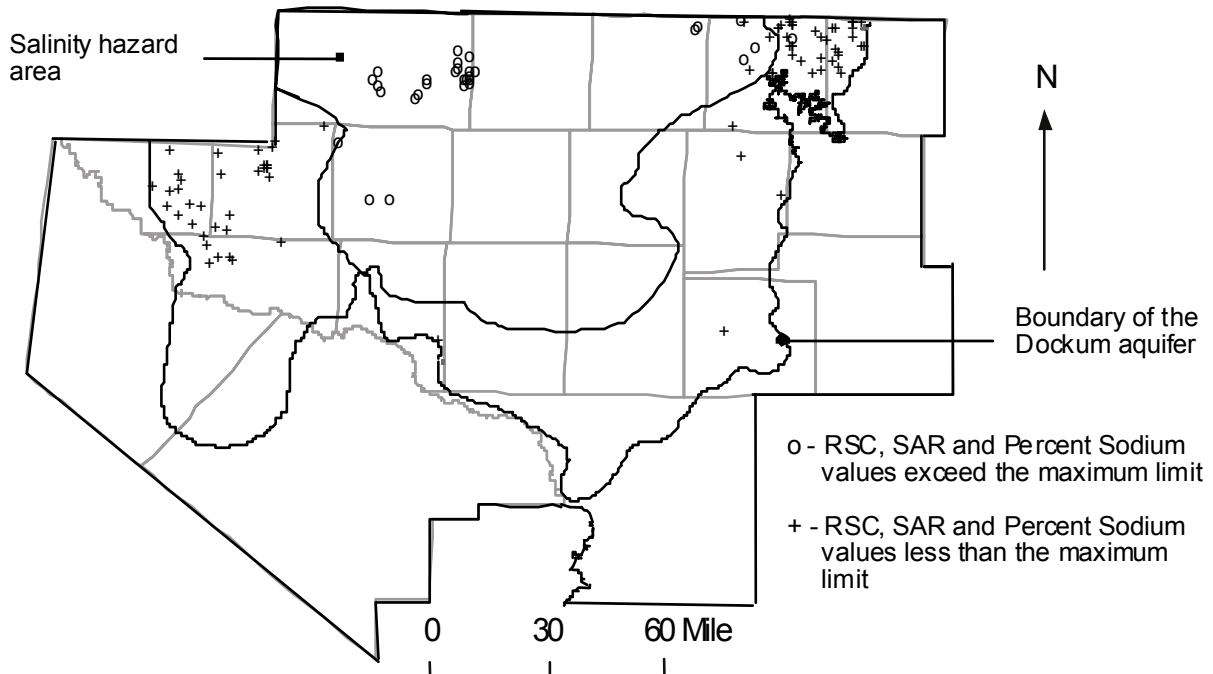 Salinity hazard
area
N
Boundary of the
Dockum aquifer
o - RSC, SAR and Percent Sodium
values exceed the maximum limit
+ - RSC, SAR and Percent Sodium
values less than the maximum
limit
0 30 60 Mile